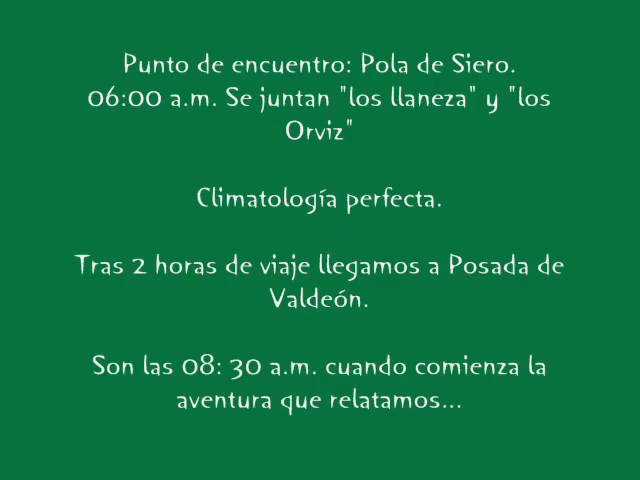 Punto de encuentro: Pola de Siero.
06:00 a.m. Se juntan "los llaneza" y "los
Orviz"
Climatología perfecta.
Tras 2 horas de viaje llegamos a Posada de
Valdeón.
Son las 08: 30 a.m. cuando comienza la
aventura que relatamos...